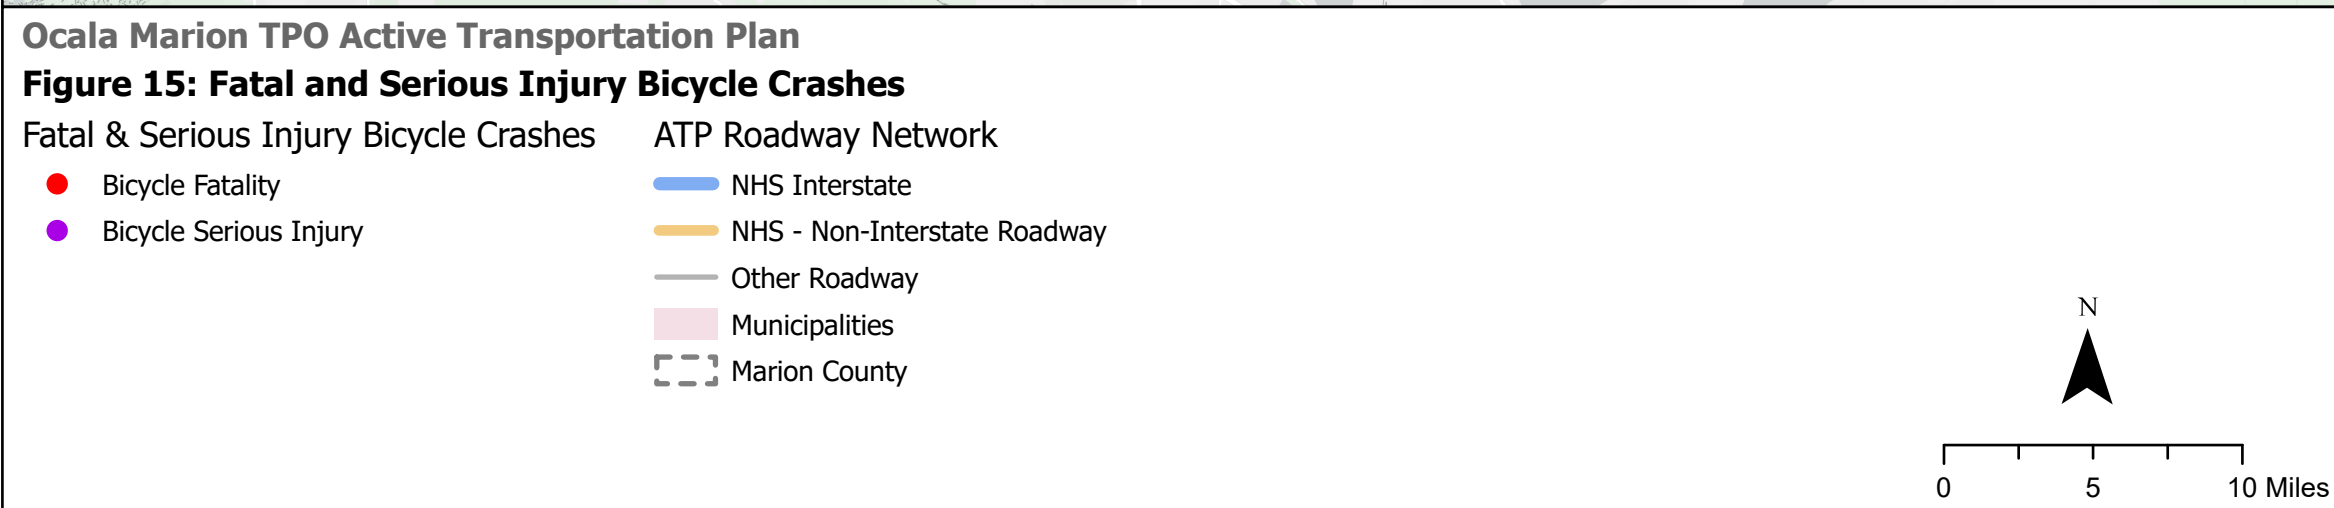 Ocala Marion TPO Active Transportation Plan
Figure 15: Fatal and Serious Injury Bicycle Crashes
Fatal & Serious Injury Bicycle Crashes
Bicycle Fatality
Bicycle Serious Injury
ATP Roadway Network
NHS Interstate
NHS - Non-Interstate Roadway
Other Roadway
Municipalities
Marion County
N
0 5 10 Miles